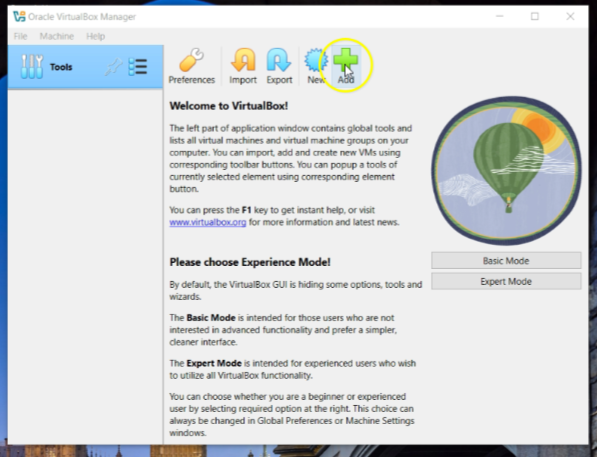 Oracle VirtualBox Manager
File Machine Help
Tools
Preferences Import Export New Add
Welcome to VirtualBox!
The left part of application window contains global tools and
lists all virtual machines and virtual machine groups on your
computer. You can import, add and create new VMs using
corresponding toolbar buttons. You can popup a tools of
currently selected element using corresponding element
button.
You can press the F1 key to get instant help, or visit
www.virtualbox.org for more information and latest news.
Please choose Experience Mode!
By default, the VirtualBox GUI is hiding some options, tools and
wizards.
The Basic Mode is intended for those users who are not
interested in advanced functionality and prefer a simpler,
cleaner interface.
The Expert Mode is intended for experienced users who wish
to utilize all VirtualBox functionality.
You can choose whether you are a beginner or experienced
user by selecting required option at the right. This choice can
always be changed in Global Preferences or Machine Settings
windows.
Basic Mode
Expert Mode